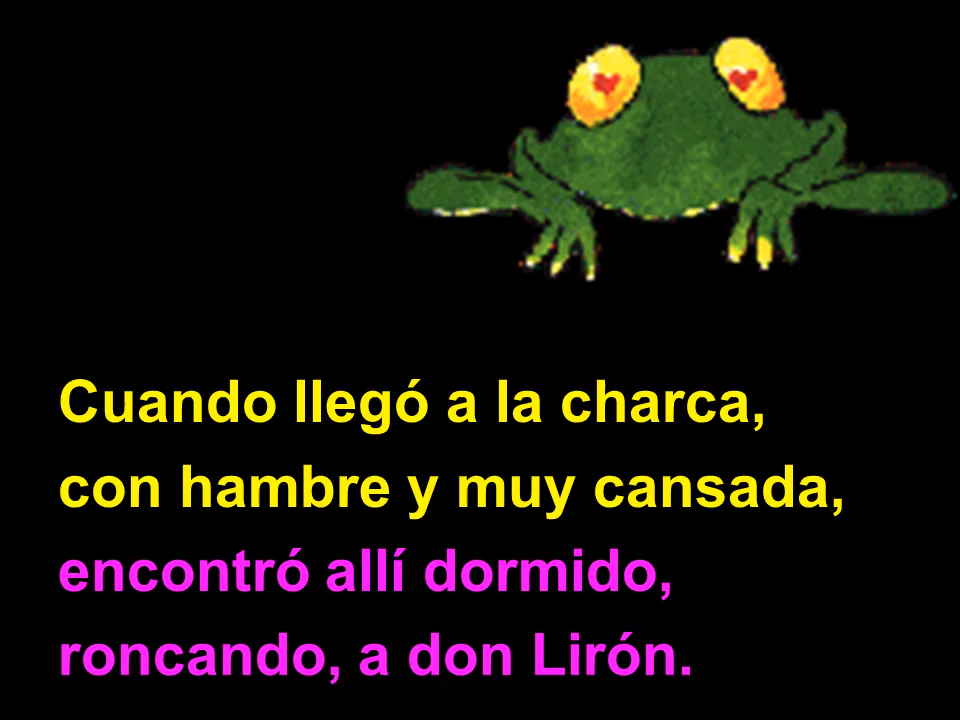 Cuando llegó a la charca,
con hambre y muy cansada,
encontró allí dormido,
roncando, a don Lirón.